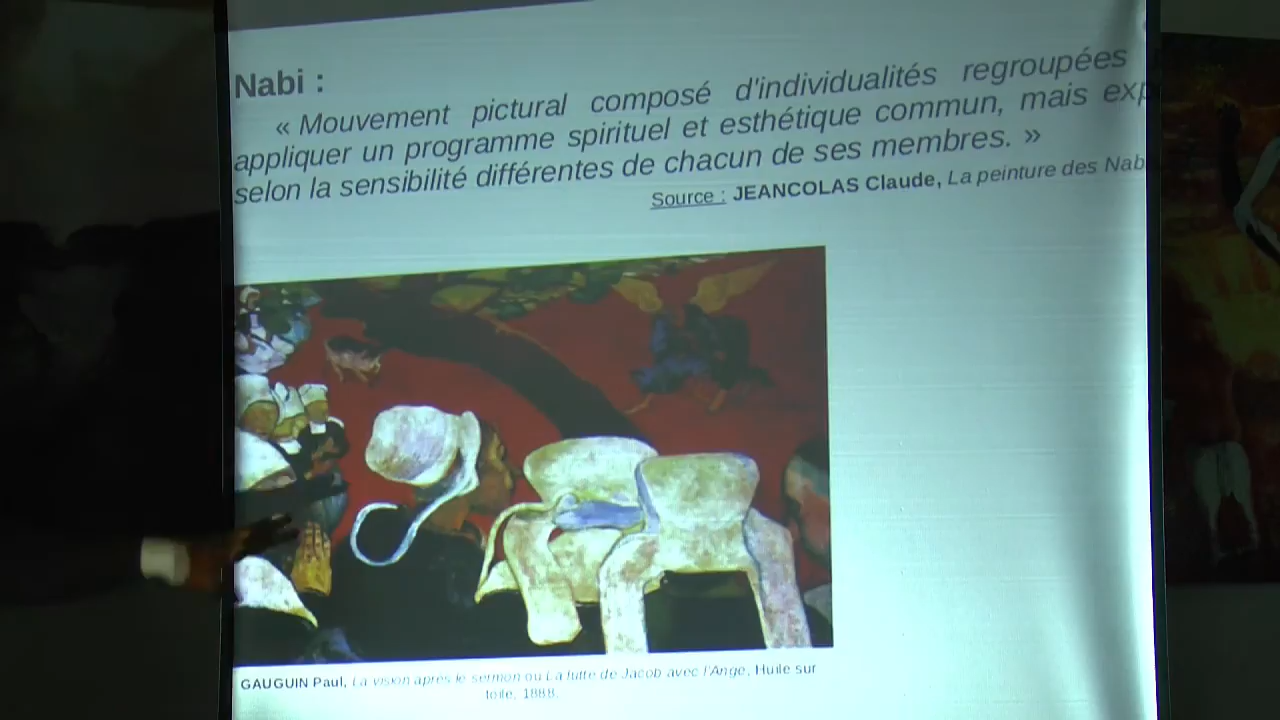 Nabi :
« Mouvement pictural composé d'individualités regroupées
appliquer un programme spirituel et esthétique commun, mais exp
selon la sensibilité différentes de chacun de ses membres. »
Source : JEANCOLAS Claude, La peinture des Nab
GAUGUIN Paul, La vision après le sermon ou La lutte de Jacob avec l'Ange, Huile sur
toile, 1888.